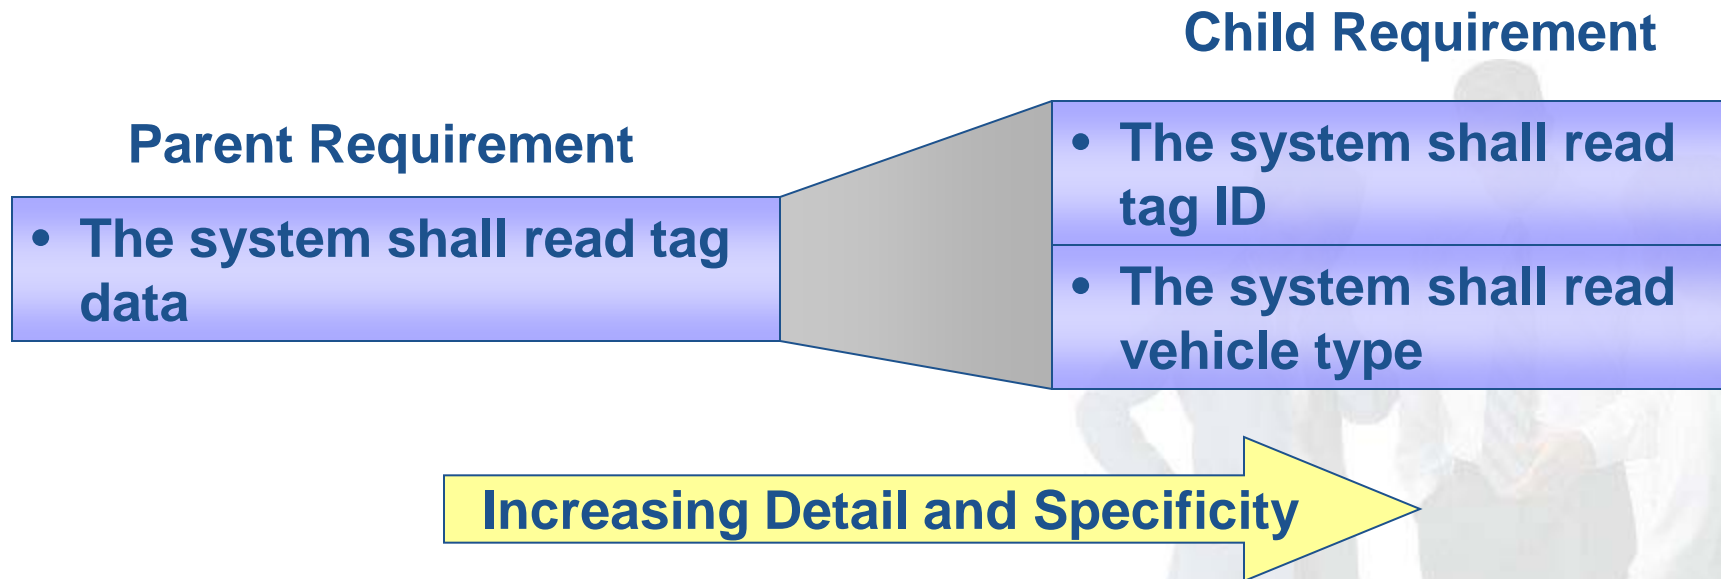 Child Requirement
Parent Requirement
• The system shall read tag
data
• The system shall read
tag ID
• The system shall read
vehicle type
Increasing Detail and Specificity